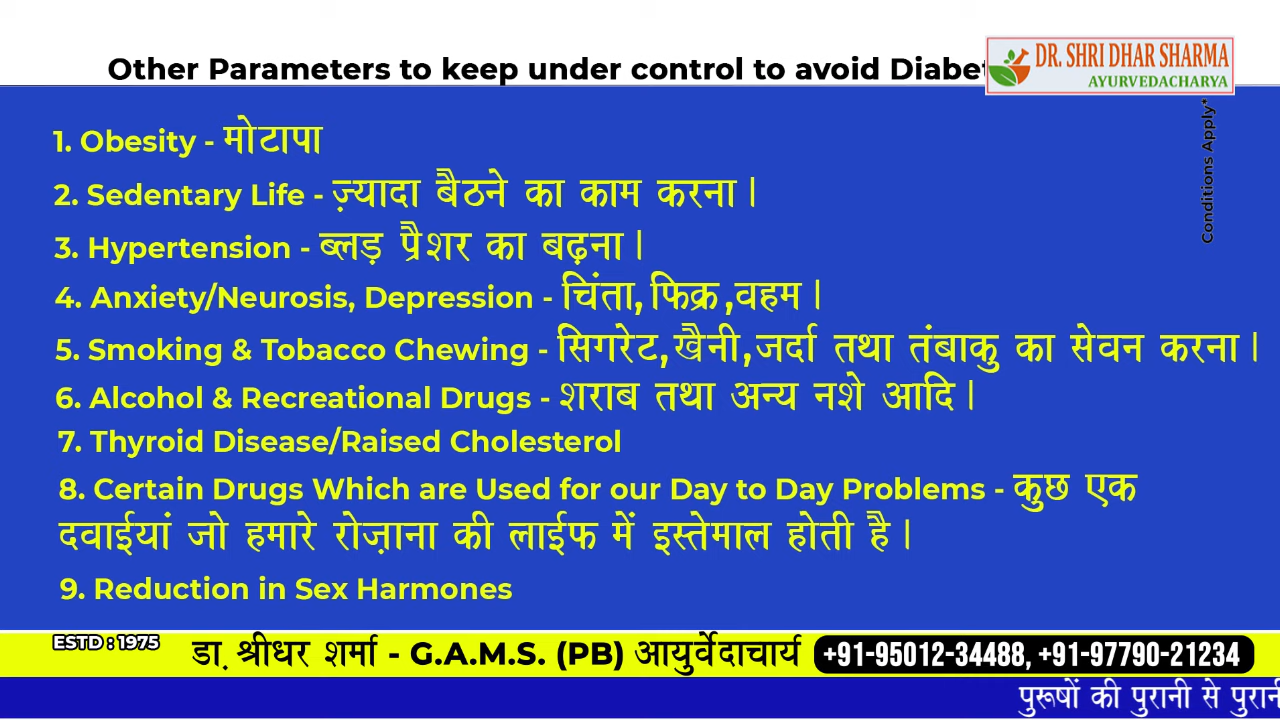 Other Parameters to keep under control to avoid
DR. SHRI DHAR SHARMA
AYURVEDACHARYA
Conditions Apply*
1. Obesity - मोटापा
2. Sedentary Life - ज़्यादा बैठने का काम करना।
3. Hypertension - ब्लड़ प्रैशर का बढ़ना।
4. Anxiety/Neurosis, Depression - चिंता, फिक्र ,वहम।
5. Smoking & Tobacco Chewing - सिगरेट, खैनी, जर्दा तथा तंबाकु का सेवन करना।
6. Alcohol & Recreational Drugs - शराब तथा अन्य नशे आदि।
7. Thyroid Disease/Raised Cholesterol
8. Certain Drugs Which are Used for our Day to Day Problems - कुछ एक
दवाईयां जो हमारे रोज़ाना की लाईफ में इस्तेमाल होती है।
9. Reduction in Sex Harmones
ESTD : 1975
डा. श्रीधर शर्मा - G.A.M.S. (PB) आयुर्वेदाचार्य
+91-95012-34488, +91-97790-21234
पुरूषों की पुरानी से